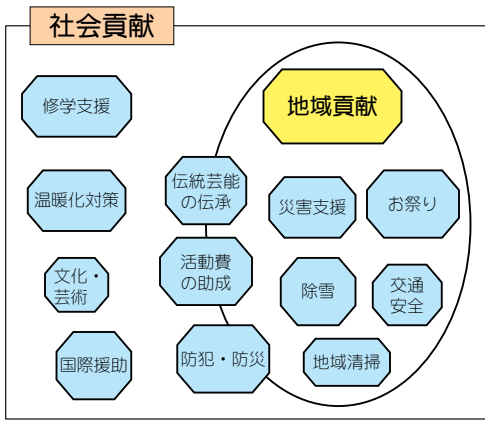 社会貢献
地域貢献
修学支援
伝統芸能
の伝承
温暖化対策
災害支援
お祭り
活動費
の助成
文化・
芸術
除雪
交通
安全
国際援助
防犯・防災
地域清掃